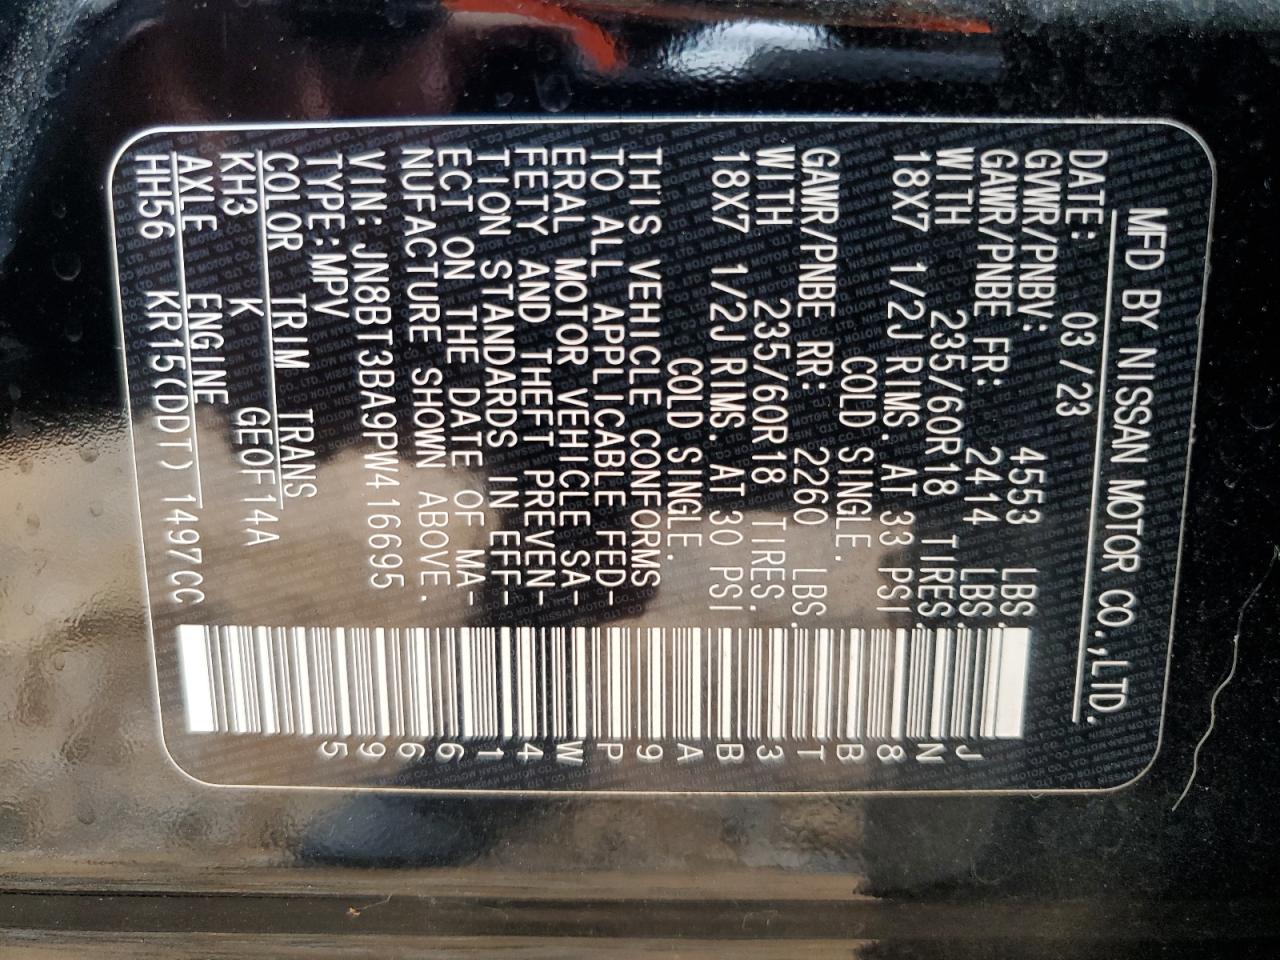 MFD BY NISSAN MOTOR CO.,LTD.
DATE: 03/23
GVWR/PNBV: 4553 LBS.
GAWR/PNBE FR: 2414 LBS.
WITH 235/60R18 TIRES.
18X7 1/2J RIMS. AT 33 PSI
COLD SINGLE.
GAWR/PNBE RR: 2260 LBS.
WITH 235/60R18 TIRES.
18X7 1/2J RIMS. AT 30 PSI
COLD SINGLE.
THIS VEHICLE CONFORMS
TO ALL APPLICABLE FED-
ERAL MOTOR VEHICLE SA-
FETY AND THEFT PREVEN-
TION STANDARDS IN EFF-
ECT ON THE DATE OF MA-
NUFACTURE SHOWN ABOVE.
VIN: JN8BT3BA9PW416695
TYPE:MPV
COLOR TRIM TRANS
KH3 K GE0F14A
AXLE ENGINE
HH56 KR15(DDT) 1497CC
JN8BT3BA9PW416695